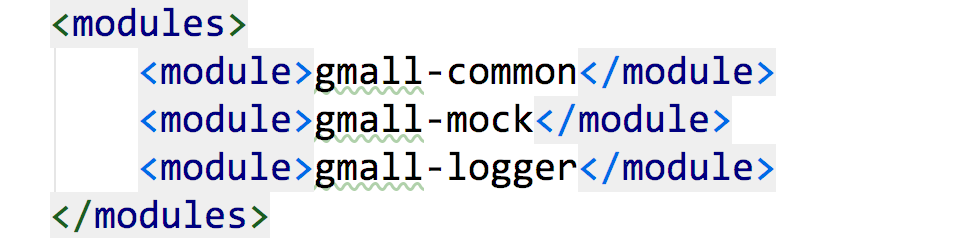 <modules>
<module>gmall-common</module>
<module>gmall-mock</module>
<module>gmall-logger</module>
</modules>